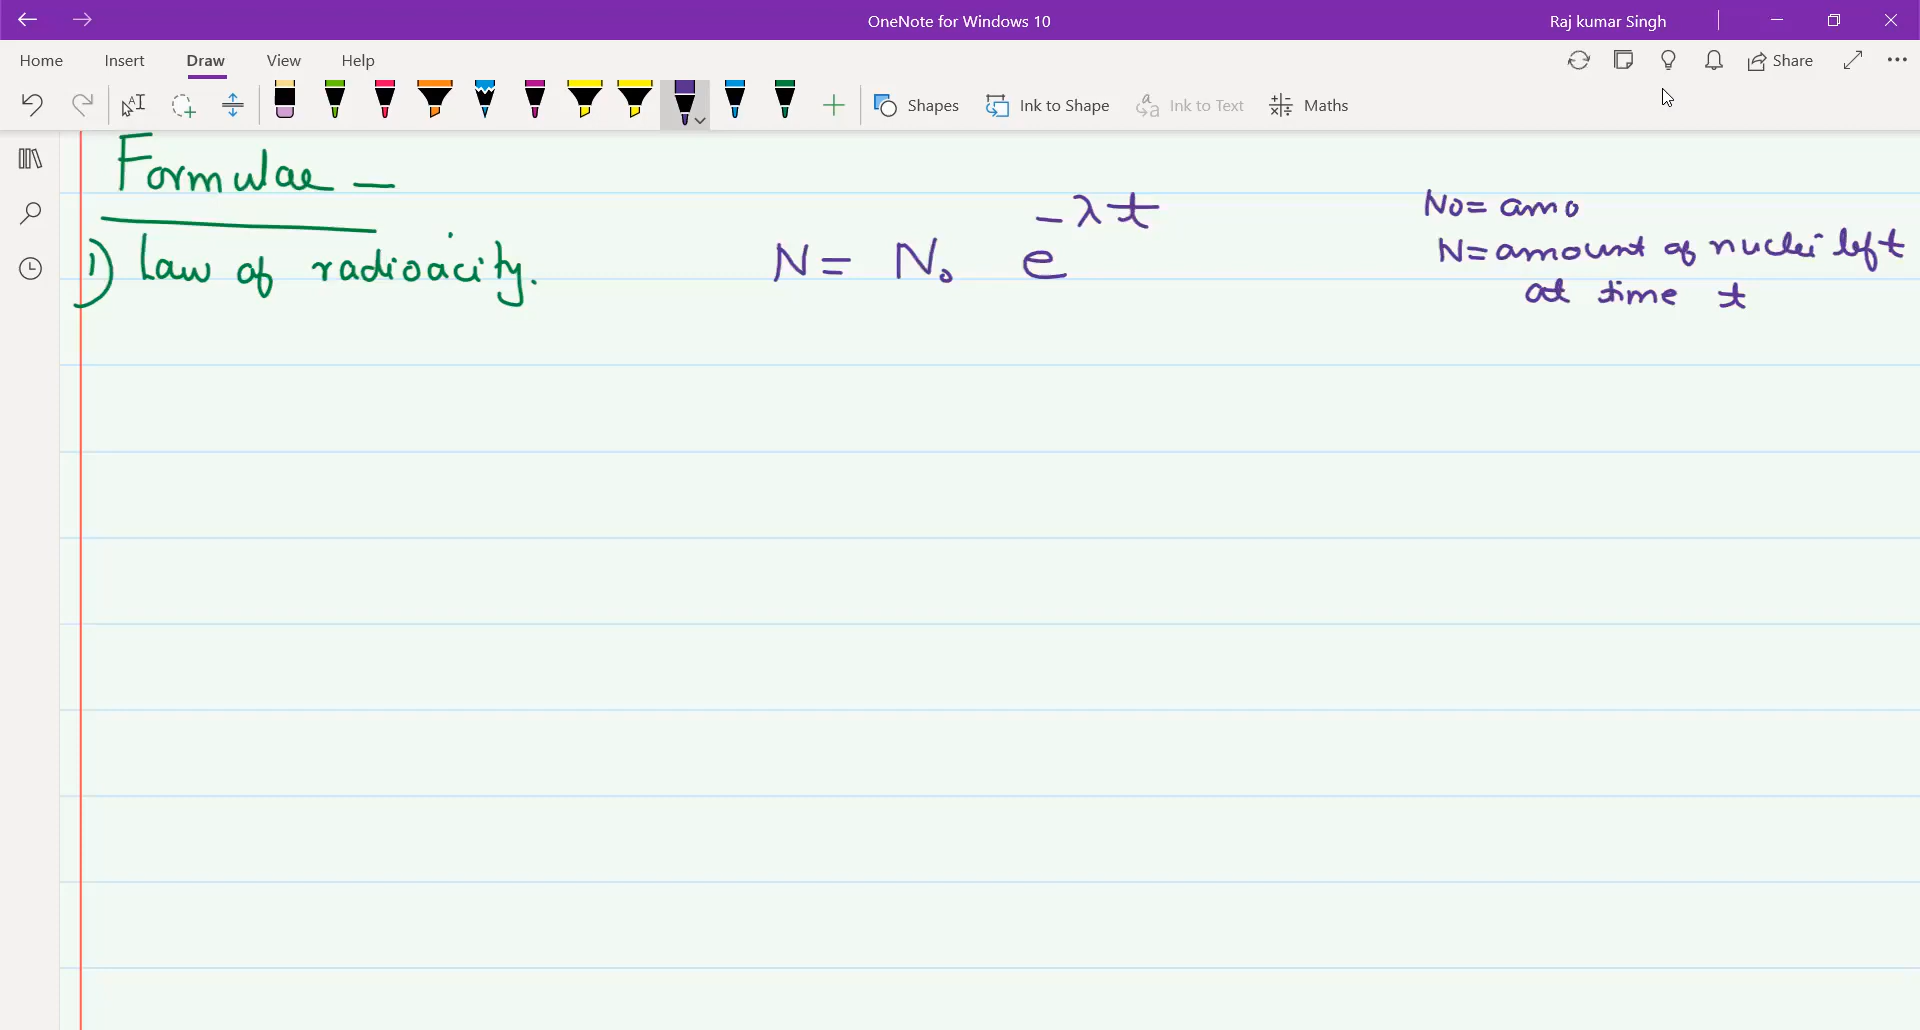 OneNote for Windows 10
Raj kumar Singh
Home Insert Draw View Help
Share
Shapes Ink to Shape Ink to Text Maths
Formulae —
1) Law of radioacity. N = N₀ e^{-λt}
N0= amo
N= amount of nuclei left
at time t